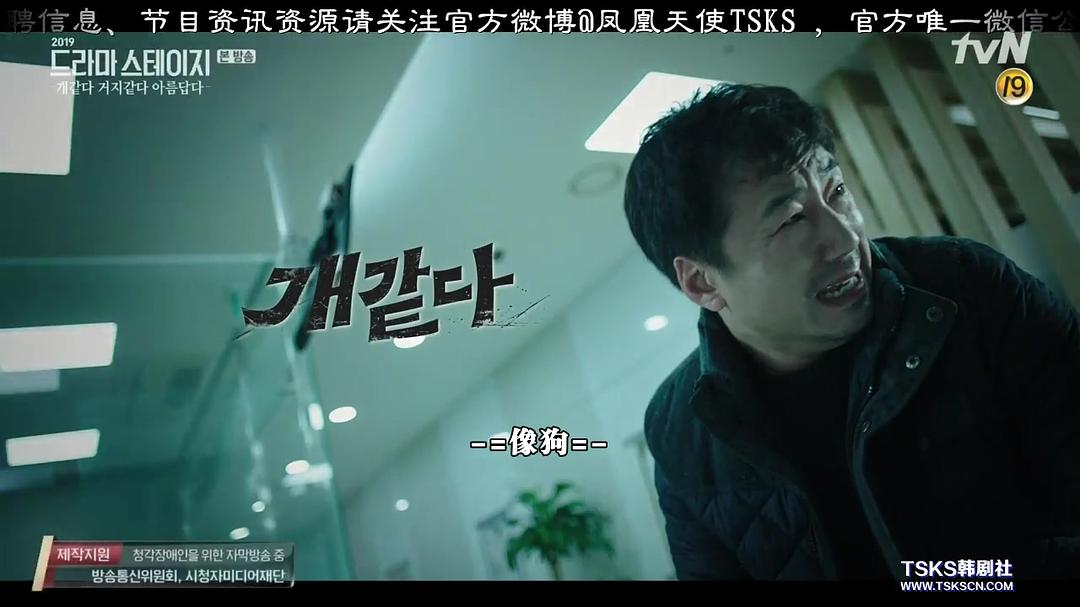 聘信息、节目资讯资源请关注官方微博@凤凰天使TSKS ，官方唯一微信公
2019
드라마 스테이지 본 방송
개같다 거지같다 아름답다
tvN
19
개같다
-=像狗=-
제작지원 청각장애인을 위한 자막방송 중
방송통신위원회, 시청자미디어재단
TSKS韩剧社
WWW.TSKSCN.COM